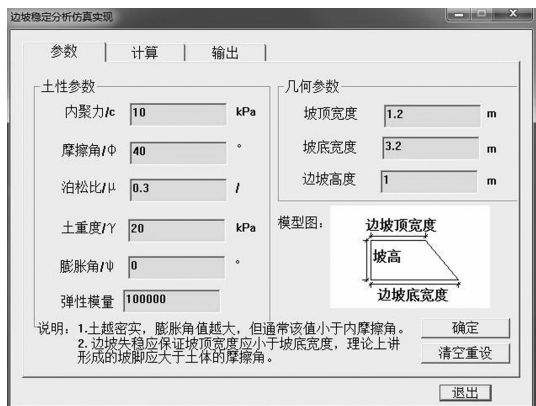 边坡稳定分析仿真实现
参数 计算 输出
土性参数
内聚力/c 10 kPa
摩擦角/Φ 40 °
泊松比/μ 0.3 /
土重度/γ 20 kPa
膨胀角/ψ 0 °
弹性模量 100000
几何参数
坡顶宽度 1.2 m
坡底宽度 3.2 m
边坡高度 1 m
模型图：
边坡顶宽度
坡高
边坡底宽度
说明：1.土越密实，膨胀角值越大，但通常该值小于内摩擦角。
2.边坡失稳应保证坡顶宽度应小于坡底宽度，理论上讲
形成的坡脚应大于土体的摩擦角。
确定
清空重设
退出